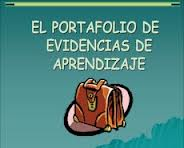 EL PORTAFOLIO DE
EVIDENCIAS DE
APRENDIZAJE